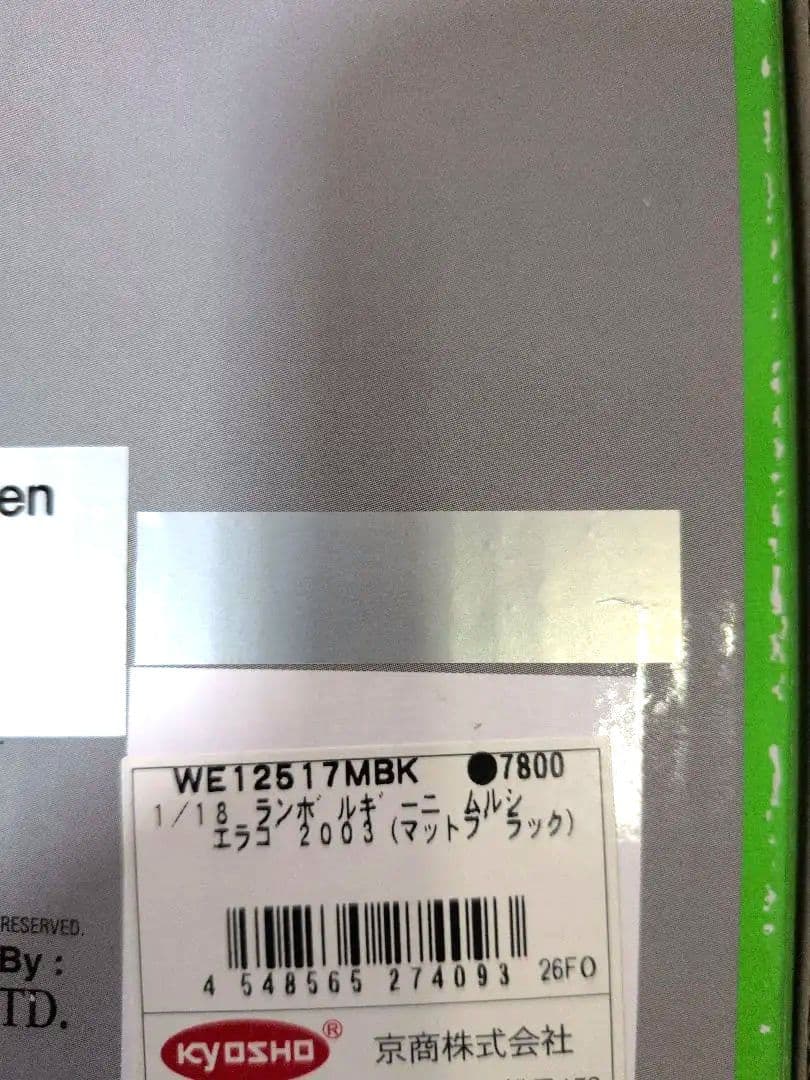 en
WE12517MBK ●7800
1/18 ランボルギーニ ムルシ
エラゴ 2003 (マットブラック)
4 548565 274093 26FO
RESERVED.
By :
TD.
KYOSHO®
京商株式会社